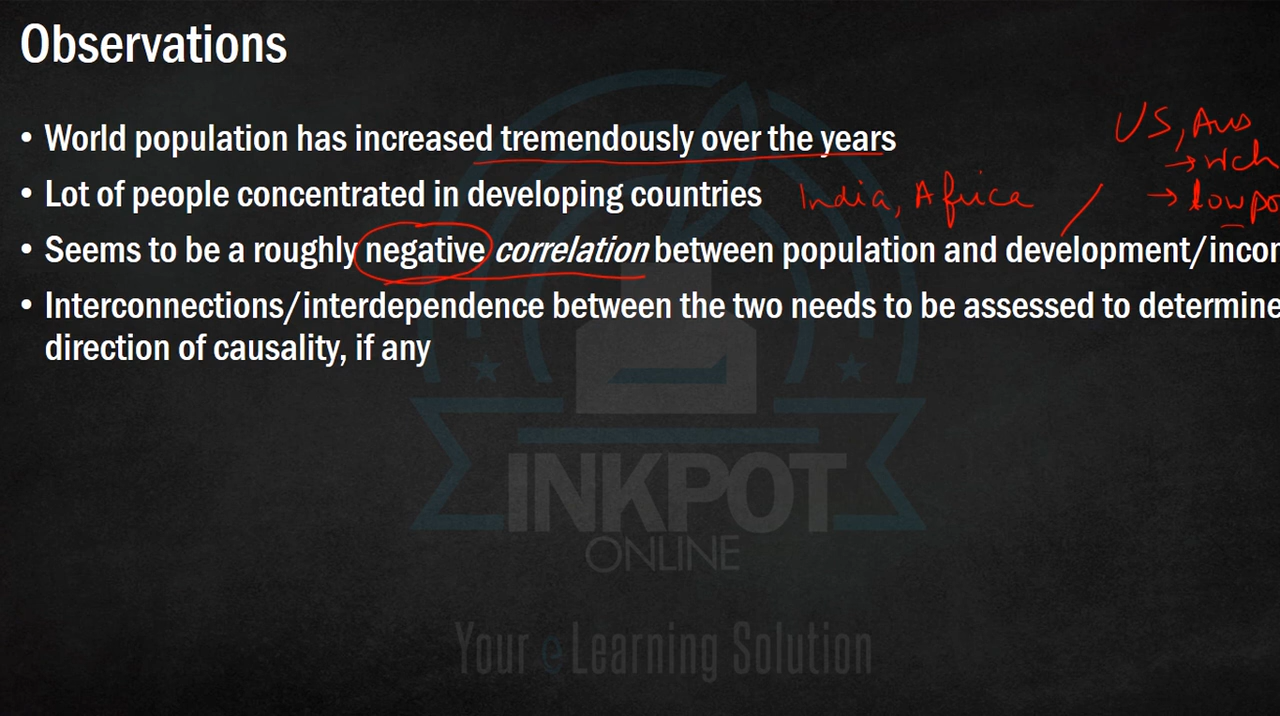 Observations
• World population has increased tremendously over the years
US, Aus
→ rich
• Lot of people concentrated in developing countries India, Africa
→ low po
• Seems to be a roughly negative correlation between population and development/incom
• Interconnections/interdependence between the two needs to be assessed to determine
direction of causality, if any
INKPOT
ONLINE
Your eLearning Solution